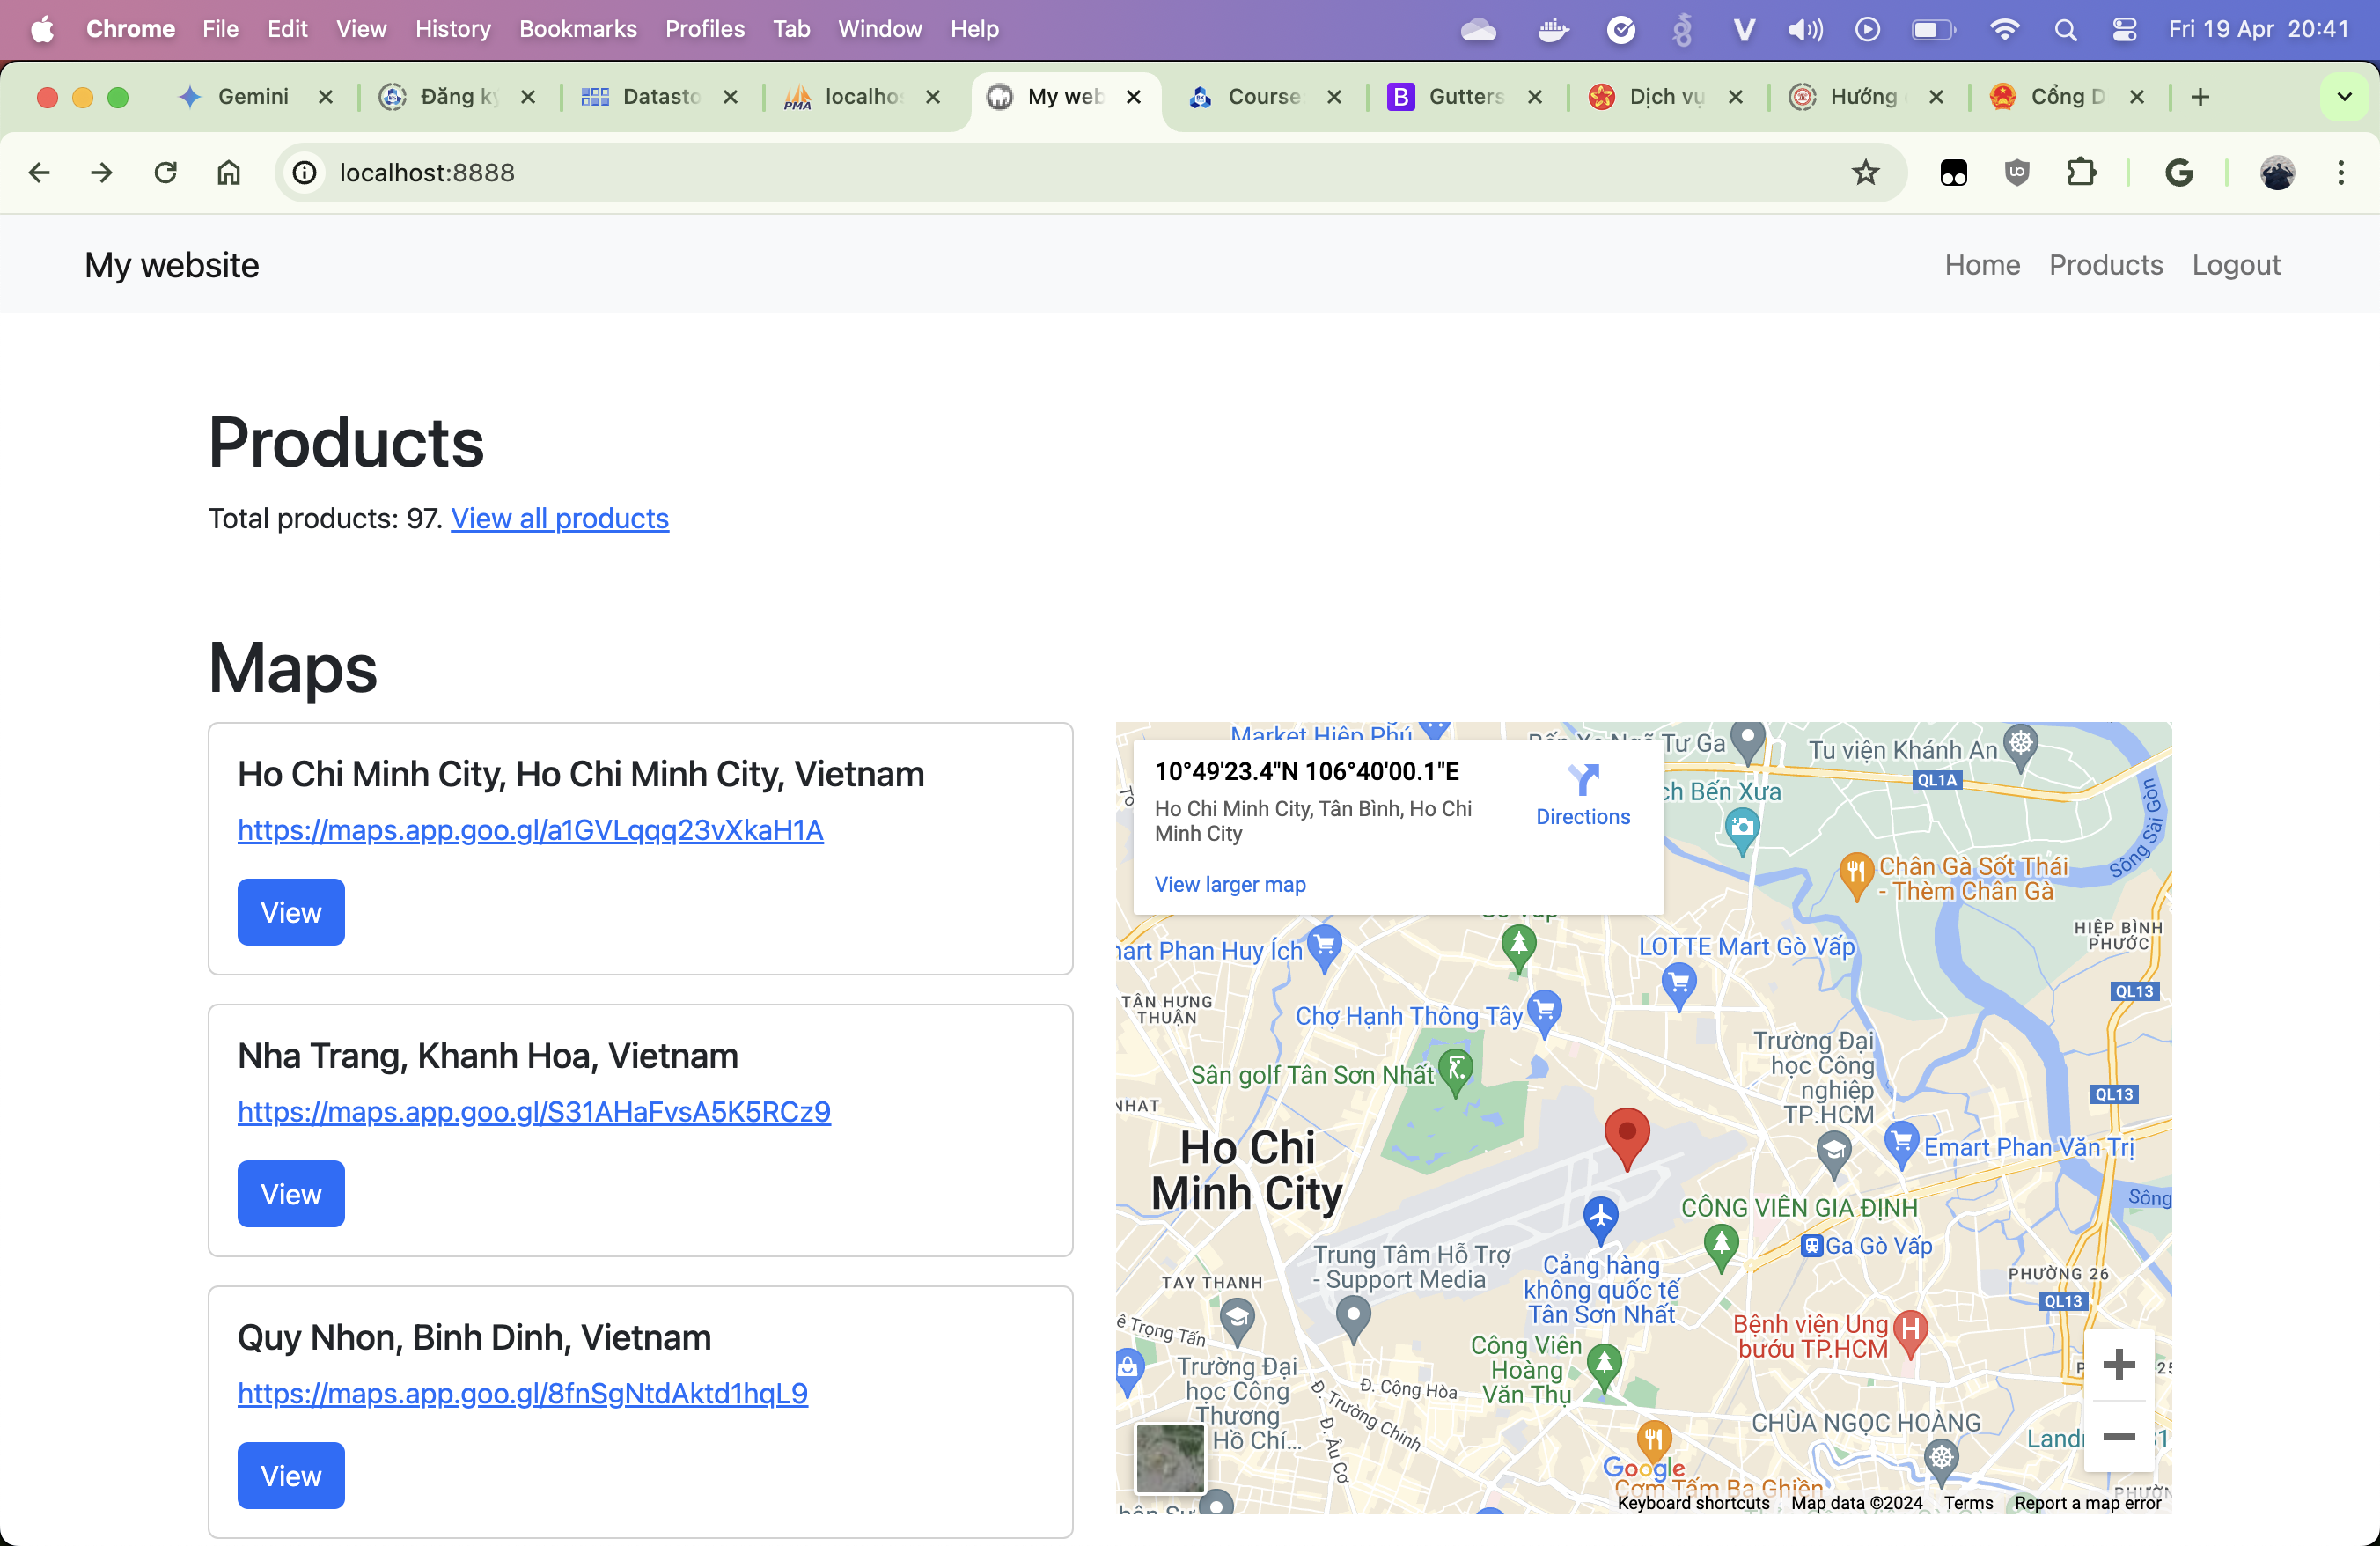 Chrome File Edit View History Bookmarks Profiles Tab Window Help
Fri 19 Apr 20:41
Gemini
Đăng ký
Datasto
localhos
My web
Course
Gutters
Dịch vụ
Hướng
Cổng D
localhost:8888
My website
Home Products Logout
Products
Total products: 97. View all products
Maps
Ho Chi Minh City, Ho Chi Minh City, Vietnam
https://maps.app.goo.gl/a1GVLqqq23vXkaH1A
View
Nha Trang, Khanh Hoa, Vietnam
https://maps.app.goo.gl/S31AHaFvsA5K5RCz9
View
Quy Nhon, Binh Dinh, Vietnam
https://maps.app.goo.gl/8fnSgNtdAktd1hqL9
View
10°49'23.4"N 106°40'00.1"E
Ho Chi Minh City, Tân Bình, Ho Chi
Minh City
Directions
View larger map
Market Hiệp Phú
Tư Ga
Tu viện Khánh An
QL1A
Bến Xưa
Sông Sài Gòn
Chân Gà Sốt Thái
- Thèm Chân Gà
HIỆP BÌNH
PHƯỚC
Phan Huy Ích
LOTTE Mart Gò Vấp
QL13
TÂN HƯNG
THUẬN
Chợ Hạnh Thông Tây
Trường Đại
học Công
nghiệp
TP.HCM
Sân golf Tân Sơn Nhất
QL13
NHAT
Ho Chi
Minh City
Emart Phan Văn Trị
Sông
CÔNG VIÊN GIA ĐỊNH
Ga Gò Vấp
Trung Tâm Hỗ Trợ
- Support Media
Cảng hàng
không quốc tế
Tân Sơn Nhất
TAY THANH
PHƯỜNG 26
QL13
Bệnh viện Ung
bướu TP.HCM
Trọng Tấn
Công Viên
Hoàng
Văn Thụ
Trường Đại
học Công
Thương
Hồ Chí...
Đ. Cộng Hòa
Đ. Trường Chinh
Đ. Âu Cơ
CHÙA NGỌC HOÀNG
Google
Cơm Tấm Ba Ghiền
Keyboard shortcuts Map data ©2024 Terms Report a map error